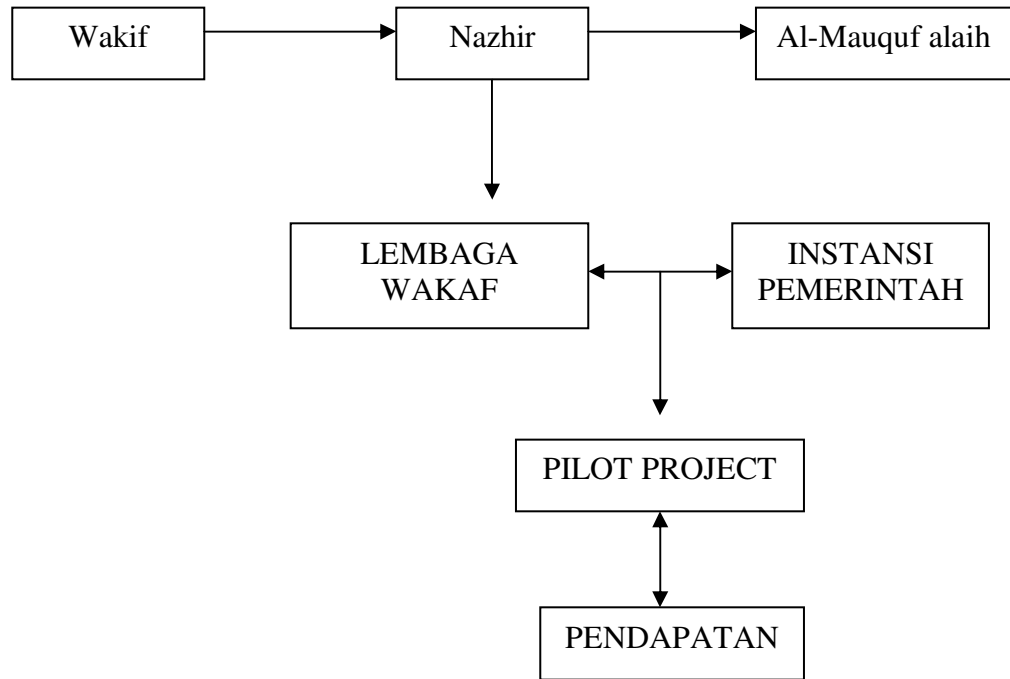 Wakif
Nazhir
Al-Mauquf alaih
LEMBAGA
WAKAF
INSTANSI
PEMERINTAH
PILOT PROJECT
PENDAPATAN